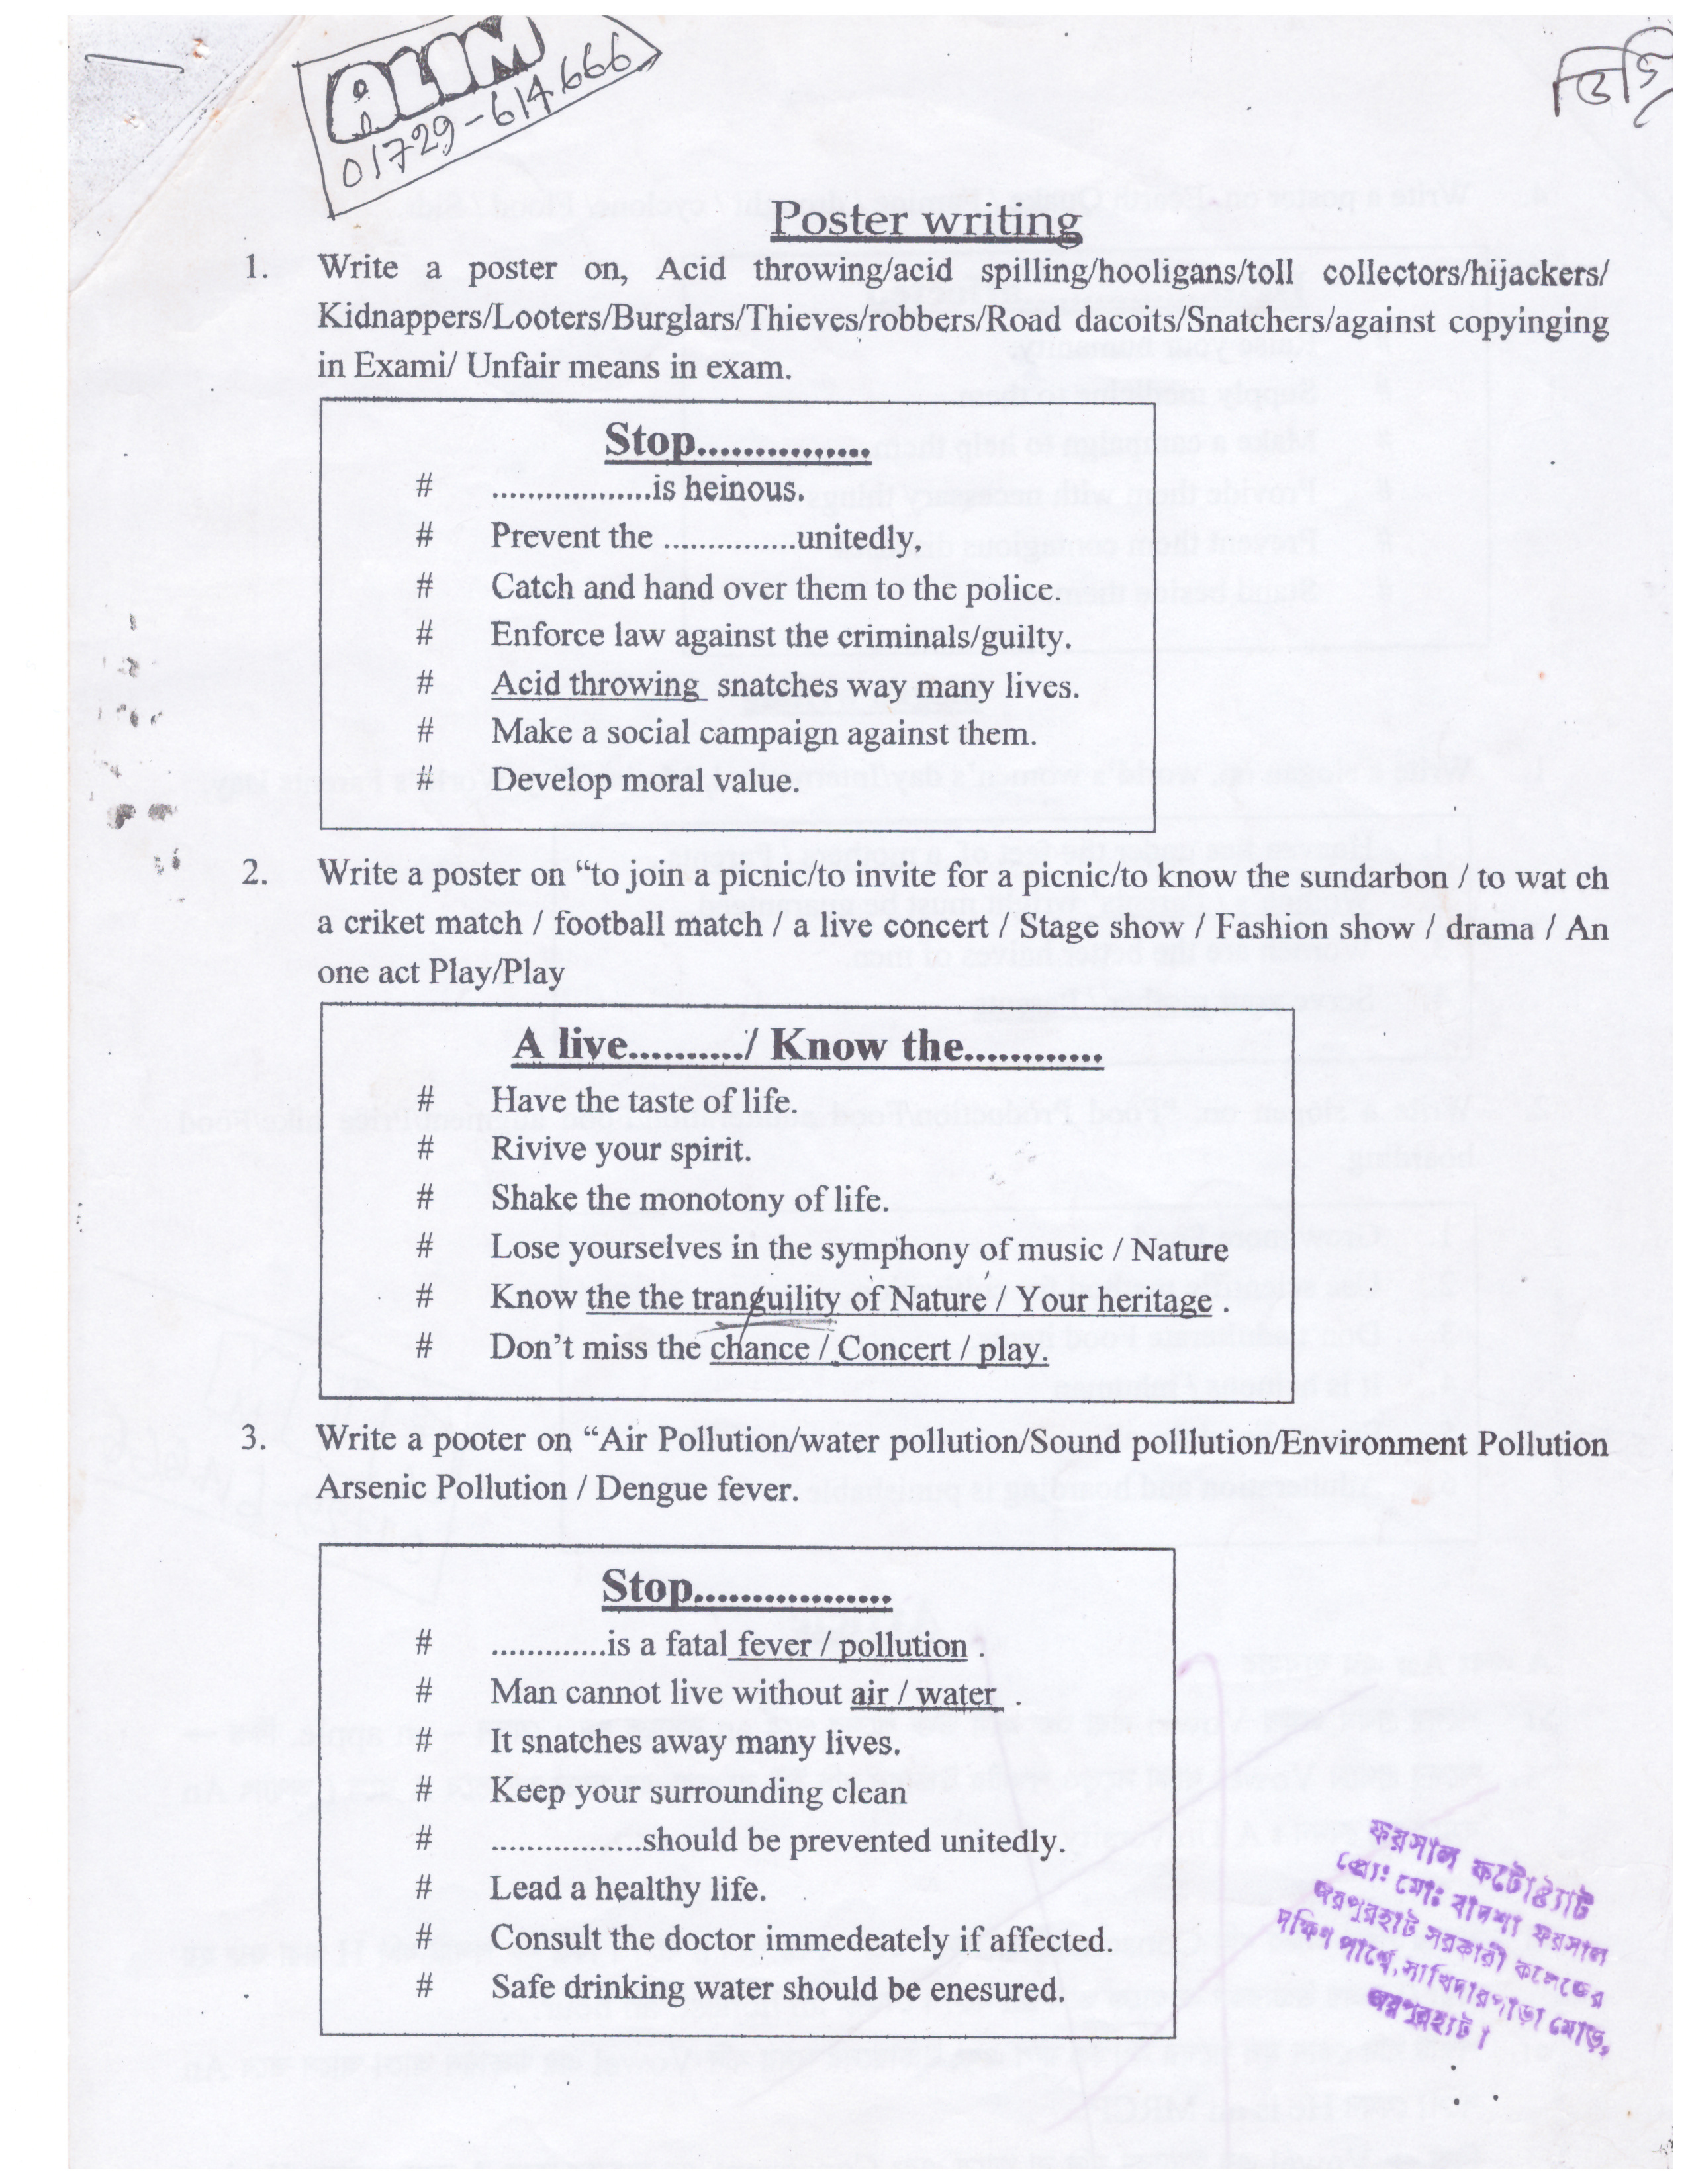 ALIM
01729-614666
ডিগ্রি
Poster writing
1. Write a poster on, Acid throwing/acid spilling/hooligans/toll collectors/hijackers/
Kidnappers/Looters/Burglars/Thieves/robbers/Road dacoits/Snatchers/against copyinging
in Exami/ Unfair means in exam.
Stop...............
# ..................is heinous.
# Prevent the ..............unitedly.
# Catch and hand over them to the police.
# Enforce law against the criminals/guilty.
# Acid throwing snatches way many lives.
# Make a social campaign against them.
# Develop moral value.
2. Write a poster on “to join a picnic/to invite for a picnic/to know the sundarbon / to wat ch
a criket match / football match / a live concert / Stage show / Fashion show / drama / An
one act Play/Play
A live........../ Know the............
# Have the taste of life.
# Rivive your spirit.
# Shake the monotony of life.
# Lose yourselves in the symphony of music / Nature
# Know the the tranguility of Nature / Your heritage .
# Don’t miss the chance / Concert / play.
3. Write a pooter on “Air Pollution/water pollution/Sound polllution/Environment Pollution
Arsenic Pollution / Dengue fever.
Stop.................
# .............is a fatal fever / pollution .
# Man cannot live without air / water .
# It snatches away many lives.
# Keep your surrounding clean
# .................should be prevented unitedly.
# Lead a healthy life.
# Consult the doctor immedeately if affected.
# Safe drinking water should be enesured.
ফয়সাল ফটোষ্ট্যাট
প্রোঃ মোঃ বাদশা ফয়সাল
জয়পুরহাট সরকারী কলেজের
দক্ষিণ পার্শ্বে, সাখিদারপাড়া মোড়,
জয়পুরহাট।